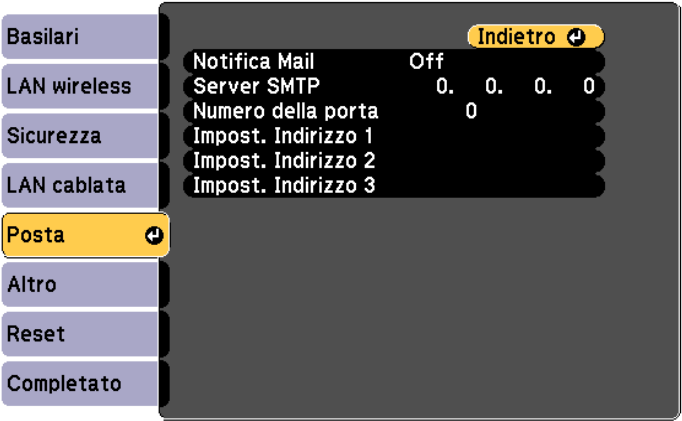 Basilari
LAN wireless
Sicurezza
LAN cablata
Posta
Altro
Reset
Completato
Indietro
Notifica Mail Off
Server SMTP 0. 0. 0. 0
Numero della porta 0
Impost. Indirizzo 1
Impost. Indirizzo 2
Impost. Indirizzo 3